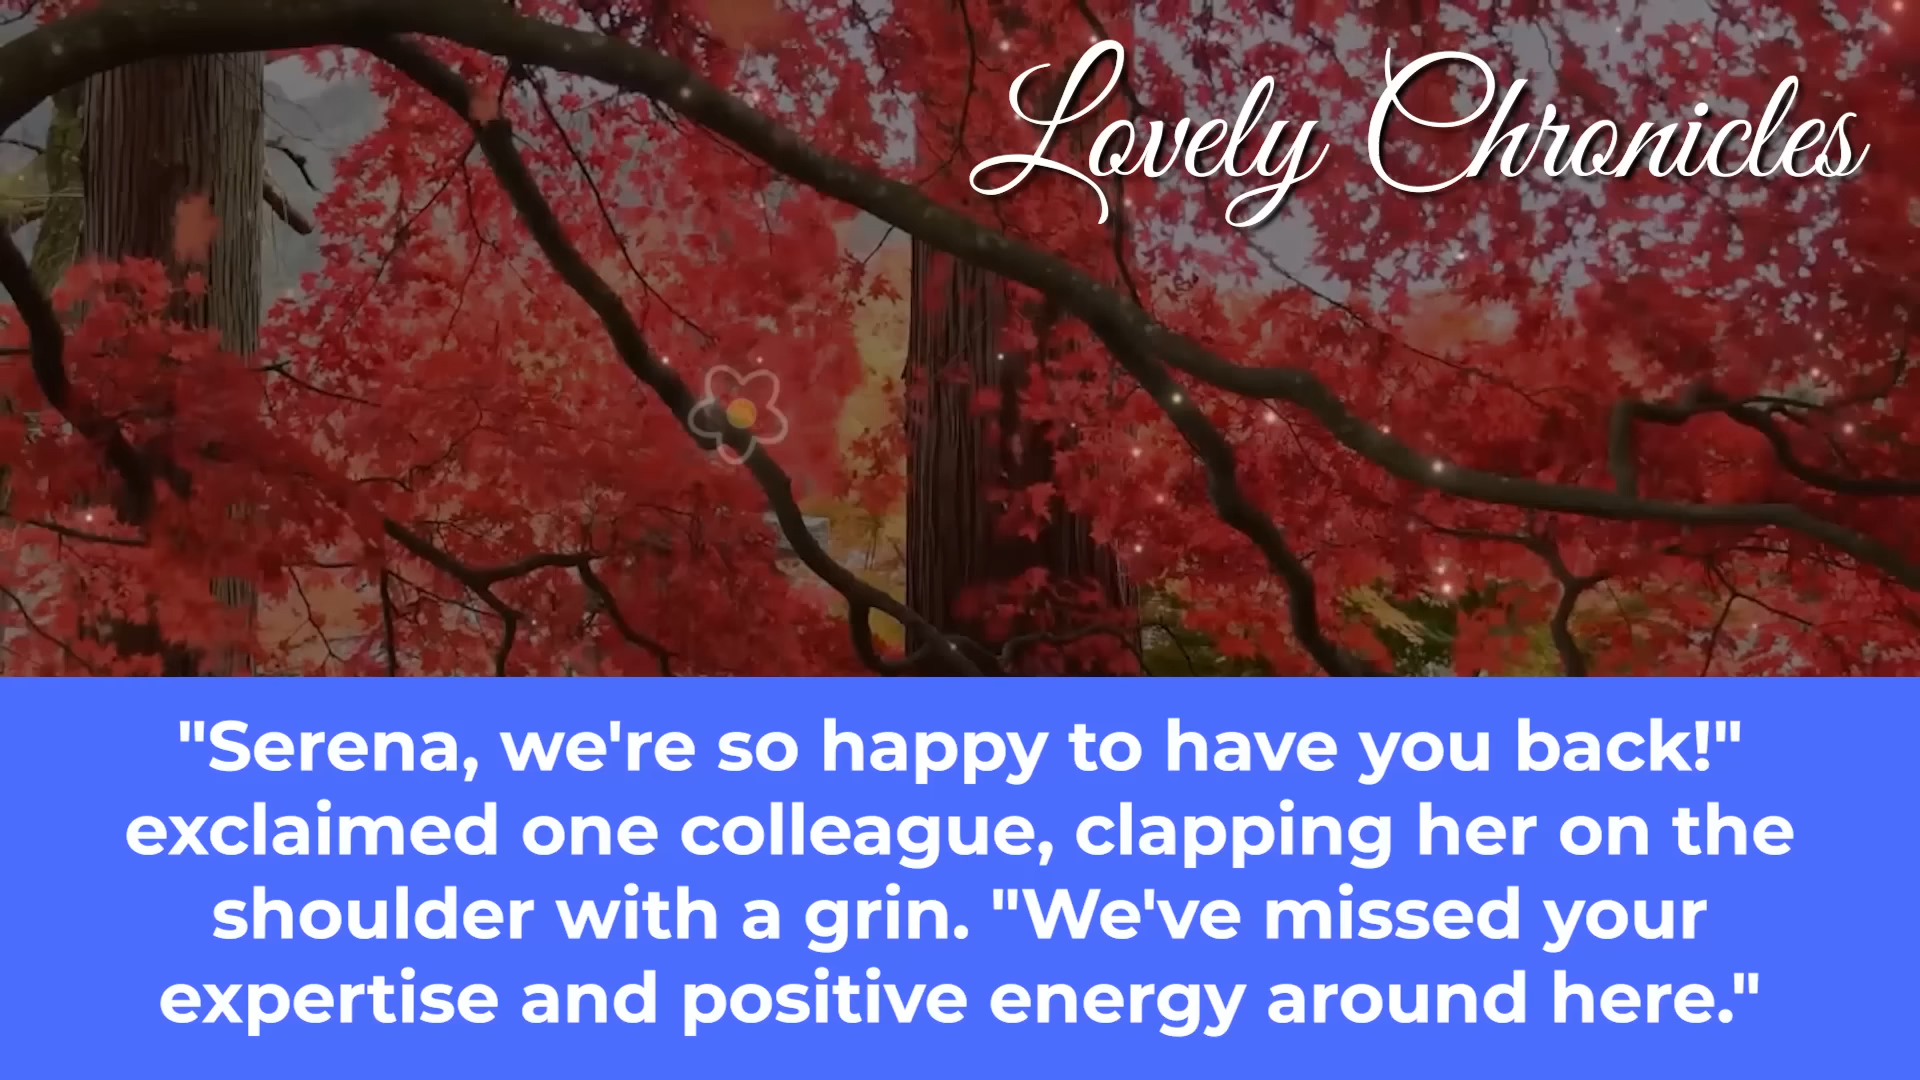 Lovely Chronicles
"Serena, we're so happy to have you back!"
exclaimed one colleague, clapping her on the
shoulder with a grin. "We've missed your
expertise and positive energy around here."